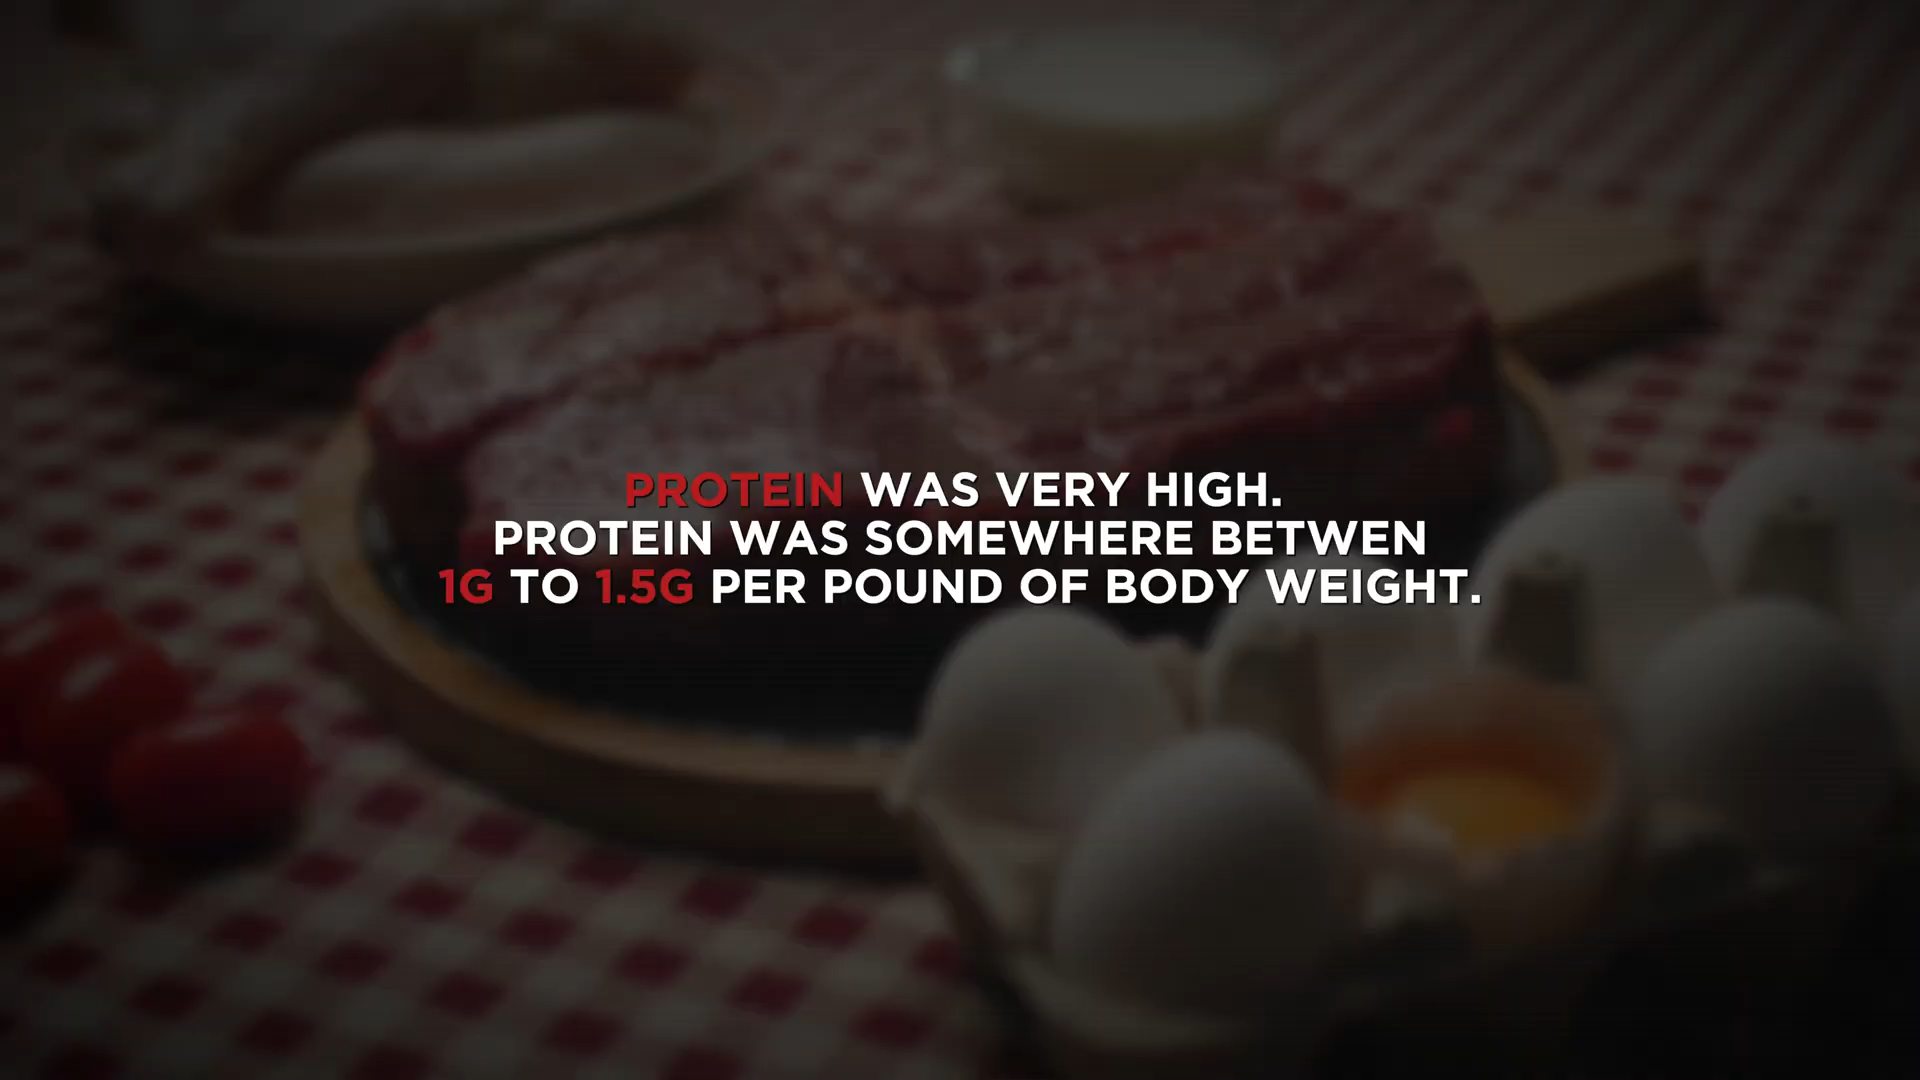 PROTEIN WAS VERY HIGH.
PROTEIN WAS SOMEWHERE BETWEN
1G TO 1.5G PER POUND OF BODY WEIGHT.